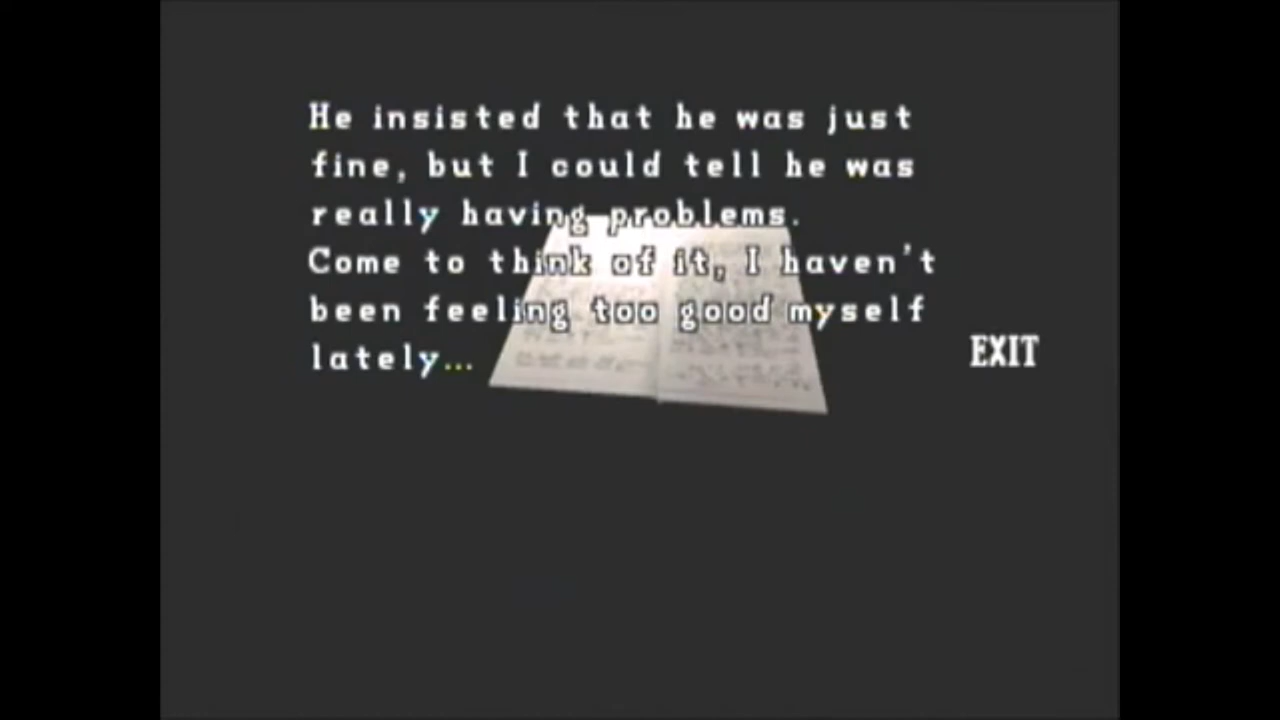 He insisted that he was just
fine, but I could tell he was
really having problems.
Come to think of it, I haven't
been feeling too good myself
lately...
EXIT